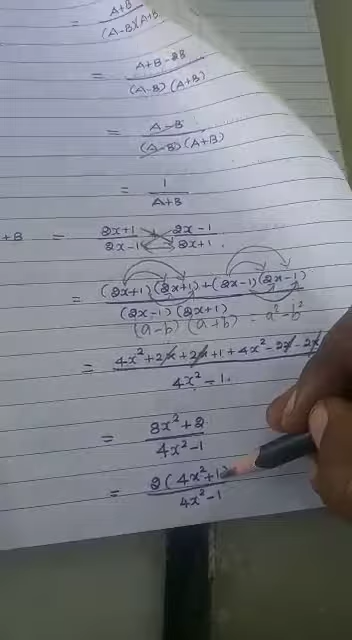 = A+B / (A-B)(A+B
= A+B-2B / (A-B) (A+B)
= A-B / (A-B) (A+B)
= 1 / A+B
+B = 2x+1 / 2x-1 2x-1 / 2x+1 .
= (2x+1) (2x+1) + (2x-1) (2x-1) / (2x-1) (2x+1)
(a-b) (a+b) = a²-b²
= 4x²+2x+2x+1+4x²-2x-2x / 4x²-1.
= 8x²+2 / 4x²-1
= 2(4x²+1) / 4x²-1